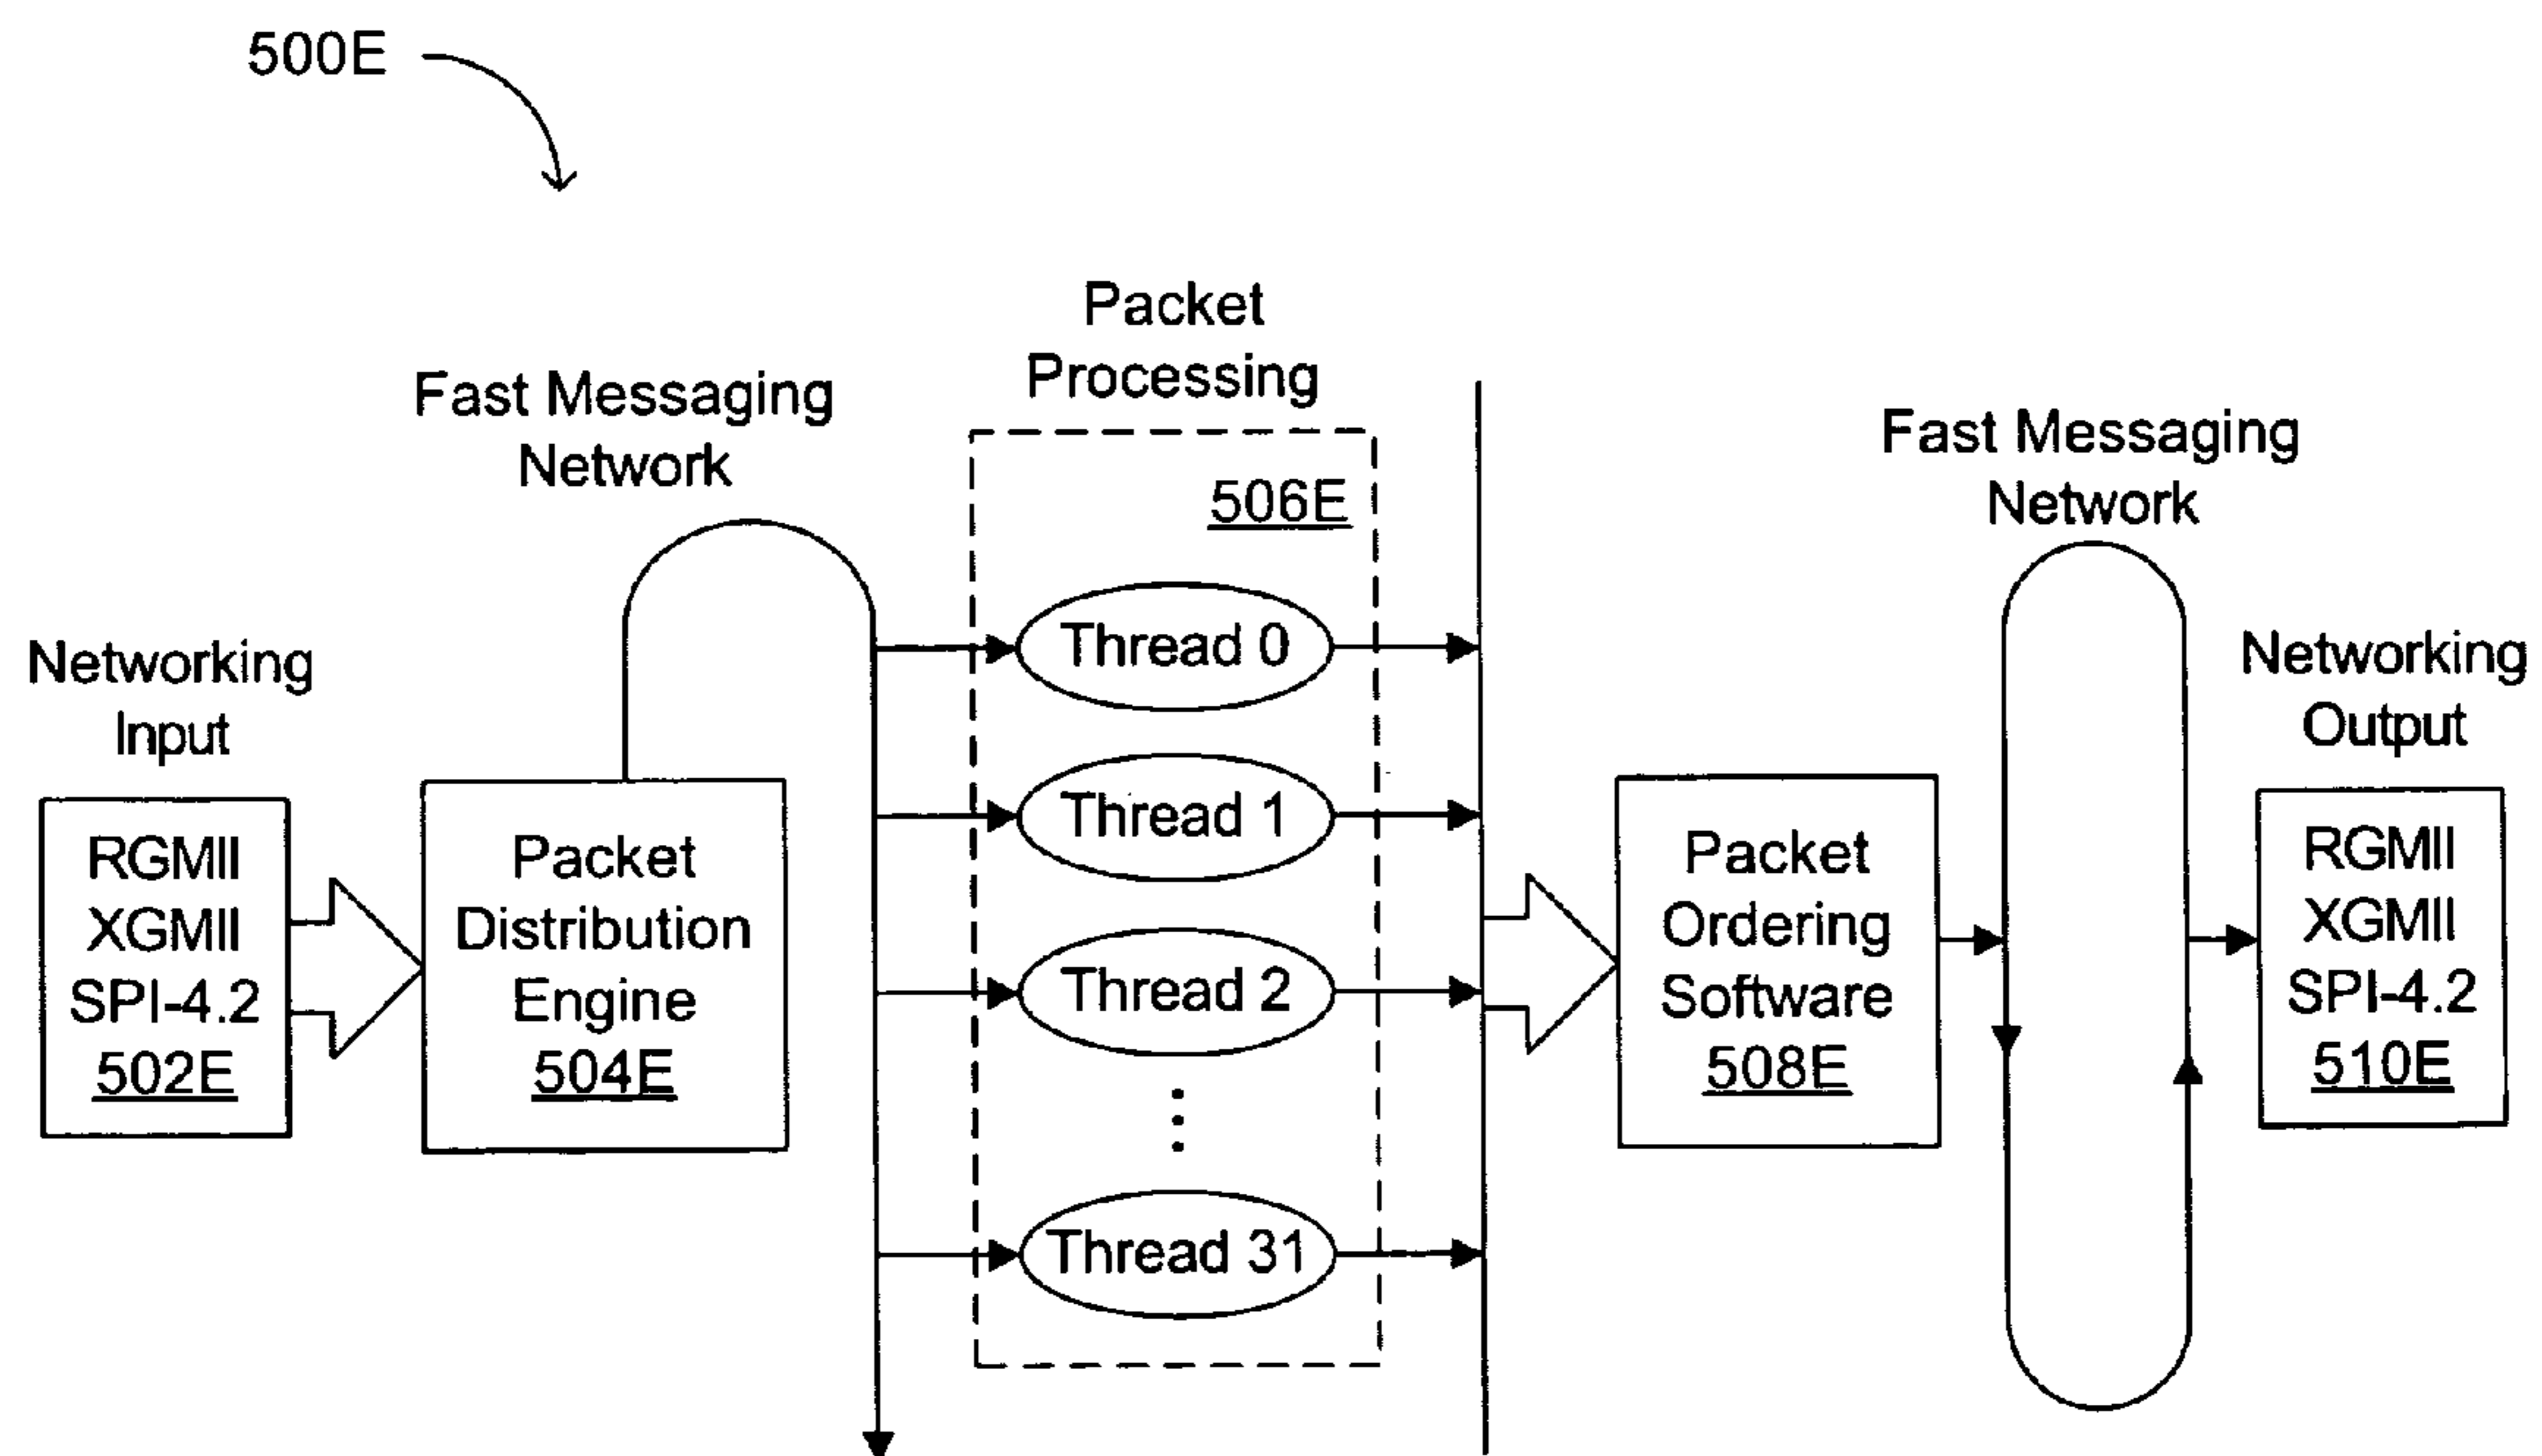 500E
Packet
Processing
Fast Messaging
Network
506E
Fast Messaging
Network
Networking
Input
RGMII
XGMII
SPI-4.2
502E
Packet
Distribution
Engine
504E
Thread 0
Thread 1
Thread 2
Thread 31
Packet
Ordering
Software
508E
Networking
Output
RGMII
XGMII
SPI-4.2
510E